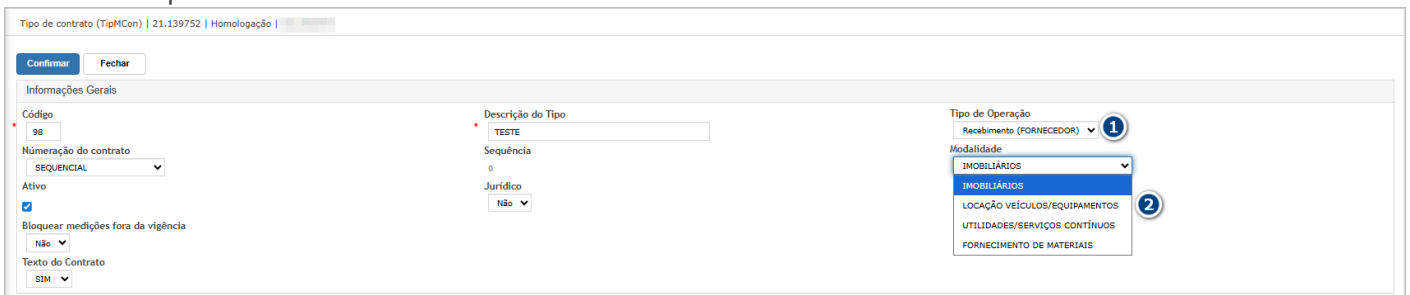 Tipo de contrato (TipMCon) | 21.139752 | Homologação |
Confirmar Fechar
Informações Gerais
Código Descrição do Tipo Tipo de Operação
* 98 * TESTE Recebimento (FORNECEDOR) 1
Númeração do contrato Sequência Modalidade
SEQUENCIAL 0 IMOBILIÁRIOS
Ativo Jurídico IMOBILIÁRIOS
Não LOCAÇÃO VEÍCULOS/EQUIPAMENTOS 2
Bloquear medições fora da vigência UTILIDADES/SERVIÇOS CONTÍNUOS
Não FORNECIMENTO DE MATERIAIS
Texto do Contrato
SIM